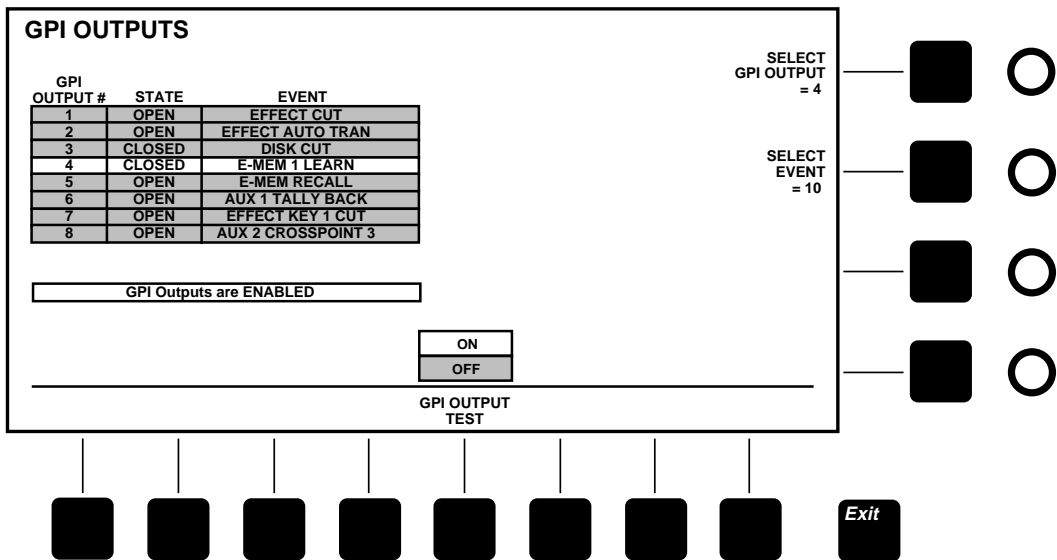 GPI OUTPUTS
GPI
OUTPUT # STATE EVENT
1 OPEN EFFECT CUT
2 OPEN EFFECT AUTO TRAN
3 CLOSED DISK CUT
4 CLOSED E-MEM 1 LEARN
5 OPEN E-MEM RECALL
6 OPEN AUX 1 TALLY BACK
7 OPEN EFFECT KEY 1 CUT
8 OPEN AUX 2 CROSSPOINT 3
GPI Outputs are ENABLED
ON
OFF
GPI OUTPUT
TEST
SELECT
GPI OUTPUT
= 4
SELECT
EVENT
= 10
Exit